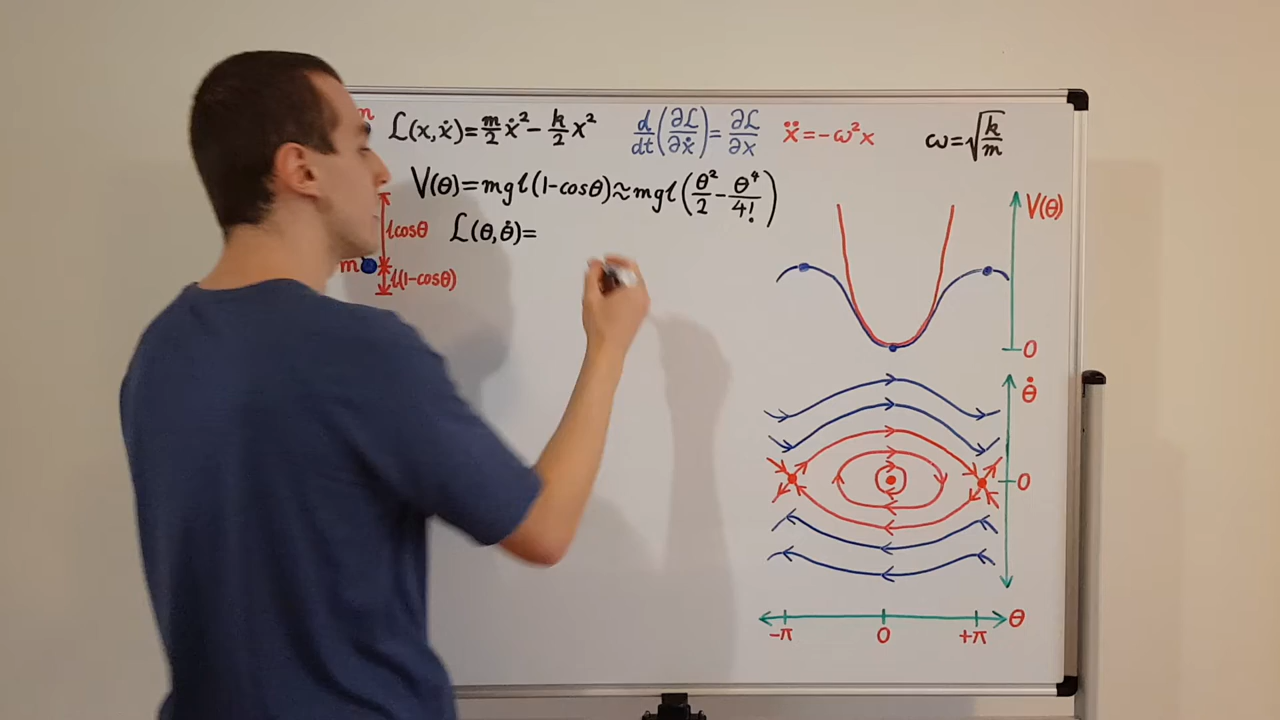 m
ℒ(x,ẋ)=m/2 ẋ²-k/2 x²
d/dt(∂ℒ/∂ẋ)=∂ℒ/∂x
ẍ=-ω²x
ω=√(k/m)
V(θ)=mgl(1-cosθ)≈mgl(θ²/2-θ⁴/4!)
ℒ(θ,θ̇)=
lcosθ
m
l(1-cosθ)
V(θ)
0
θ̇
0
-π 0 +π θ